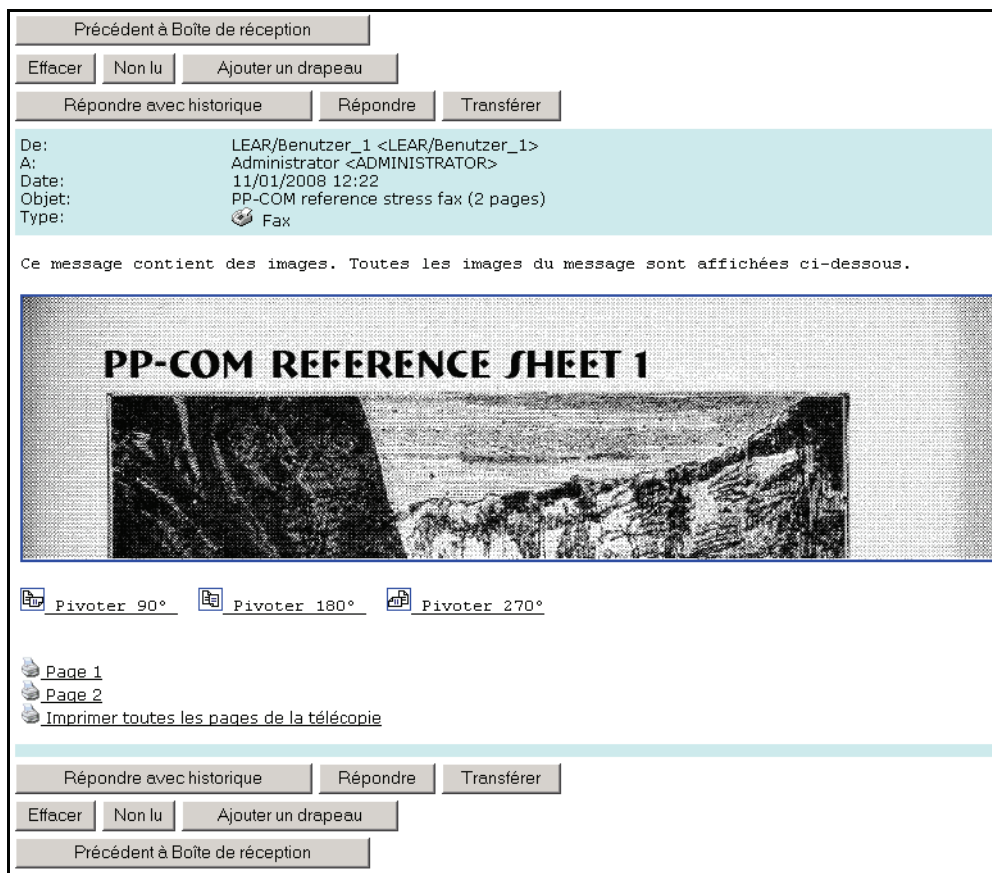 Précédent à Boîte de réception
Effacer Non lu Ajouter un drapeau
Répondre avec historique Répondre Transférer
De: LEAR/Benutzer_1 <LEAR/Benutzer_1>
A: Administrator <ADMINISTRATOR>
Date: 11/01/2008 12:22
Objet: PP-COM reference stress fax (2 pages)
Type: Fax
Ce message contient des images. Toutes les images du message sont affichées ci-dessous.
PP-COM REFERENCE SHEET 1
Pivoter 90° Pivoter 180° Pivoter 270°
Page 1
Page 2
Imprimer toutes les pages de la télécopie
Répondre avec historique Répondre Transférer
Effacer Non lu Ajouter un drapeau
Précédent à Boîte de réception